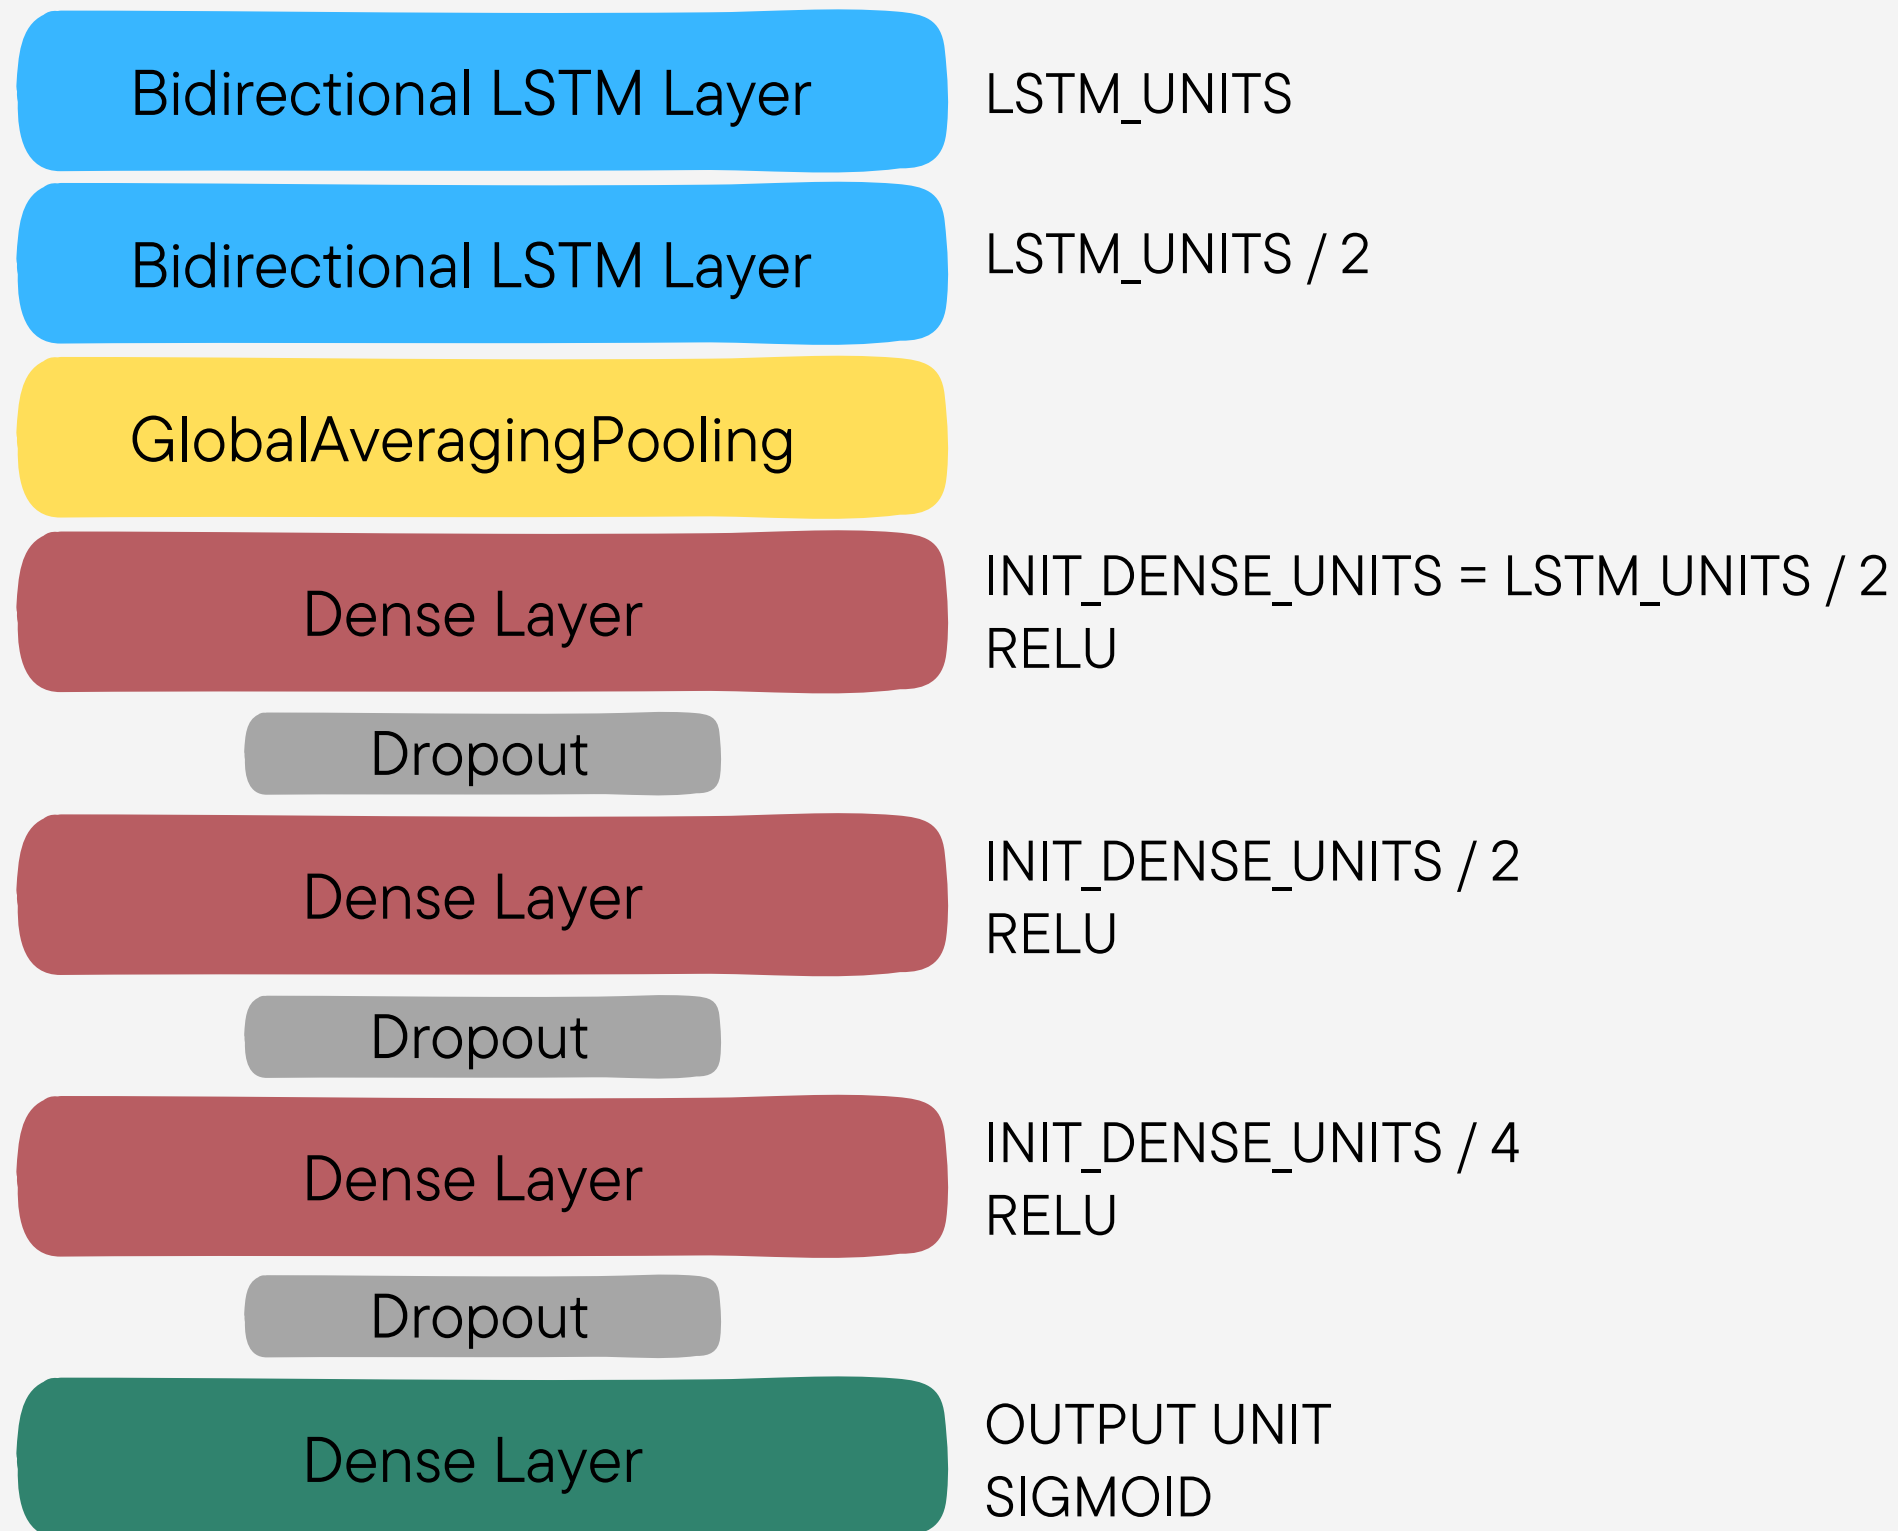 Bidirectional LSTM Layer
LSTM_UNITS
Bidirectional LSTM Layer
LSTM_UNITS / 2
GlobalAveragingPooling
Dense Layer
INIT_DENSE_UNITS = LSTM_UNITS / 2
RELU
Dropout
Dense Layer
INIT_DENSE_UNITS / 2
RELU
Dropout
Dense Layer
INIT_DENSE_UNITS / 4
RELU
Dropout
Dense Layer
OUTPUT UNIT
SIGMOID